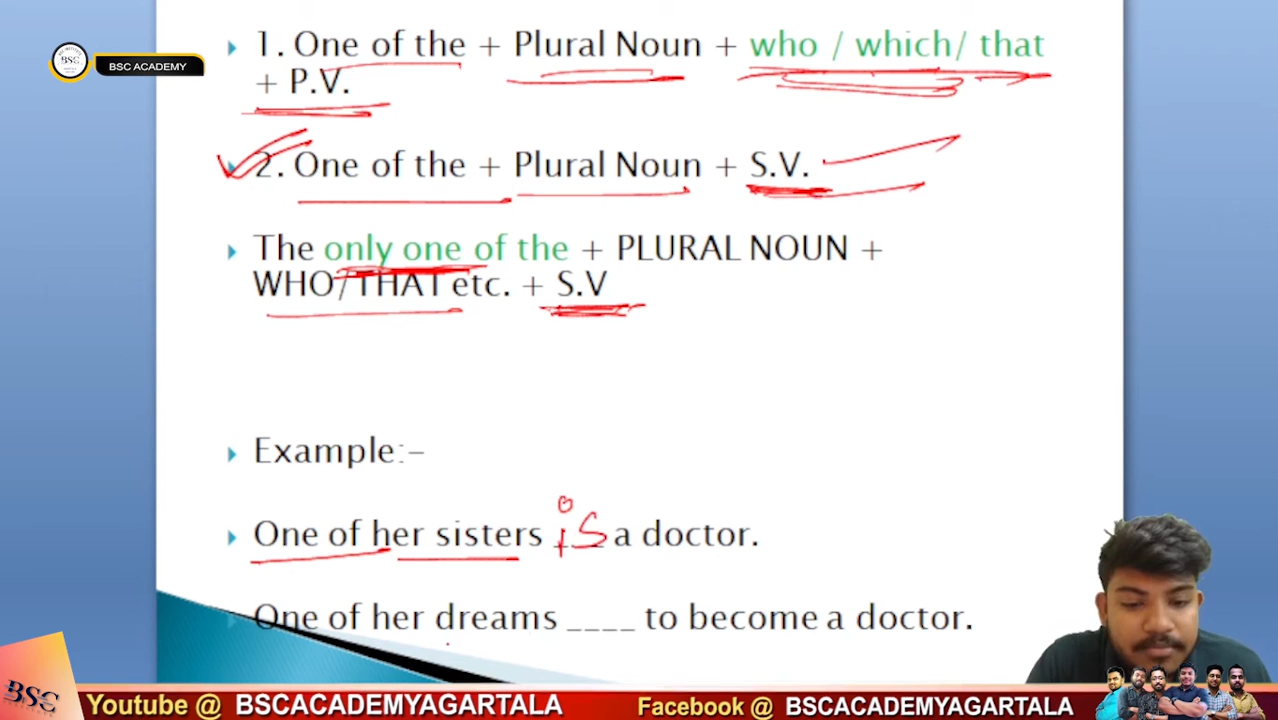 BSC
BSC ACADEMY
1. One of the + Plural Noun + who / which/ that
+ P.V.
2. One of the + Plural Noun + S.V.
The only one of the + PLURAL NOUN +
WHO/THAT etc. + S.V
Example:-
One of her sisters is a doctor.
One of her dreams ____ to become a doctor.
BSC
Youtube @ BSCACADEMYAGARTALA
Facebook @ BSCACADEMYAGARTALA